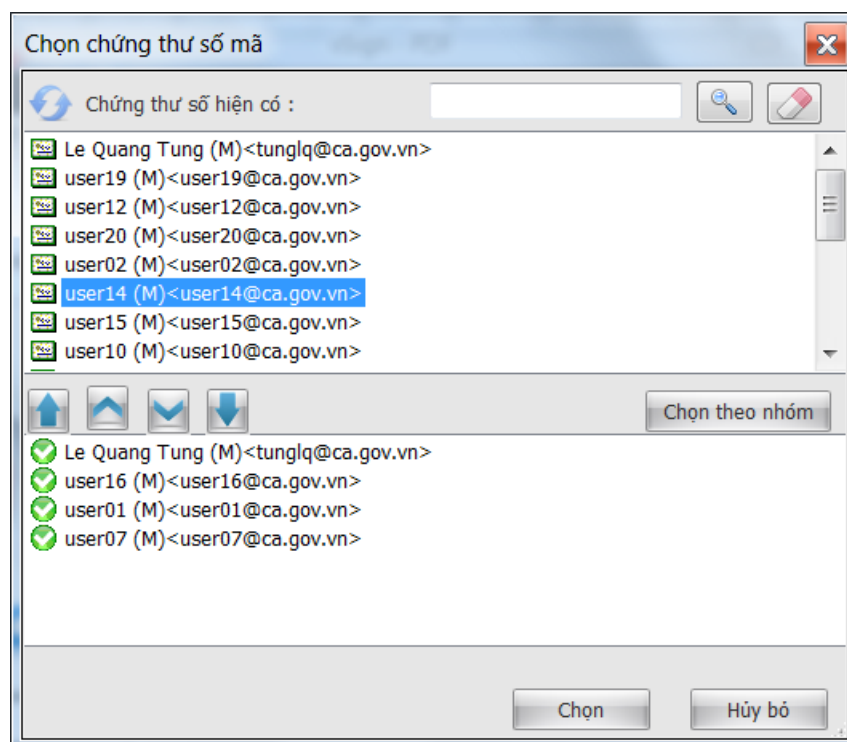 Chọn chứng thư số mã
Chứng thư số hiện có :
Le Quang Tung (M)<tunglq@ca.gov.vn>
user19 (M)<user19@ca.gov.vn>
user12 (M)<user12@ca.gov.vn>
user20 (M)<user20@ca.gov.vn>
user02 (M)<user02@ca.gov.vn>
user14 (M)<user14@ca.gov.vn>
user15 (M)<user15@ca.gov.vn>
user10 (M)<user10@ca.gov.vn>
Chọn theo nhóm
Le Quang Tung (M)<tunglq@ca.gov.vn>
user16 (M)<user16@ca.gov.vn>
user01 (M)<user01@ca.gov.vn>
user07 (M)<user07@ca.gov.vn>
Chọn
Hủy bỏ